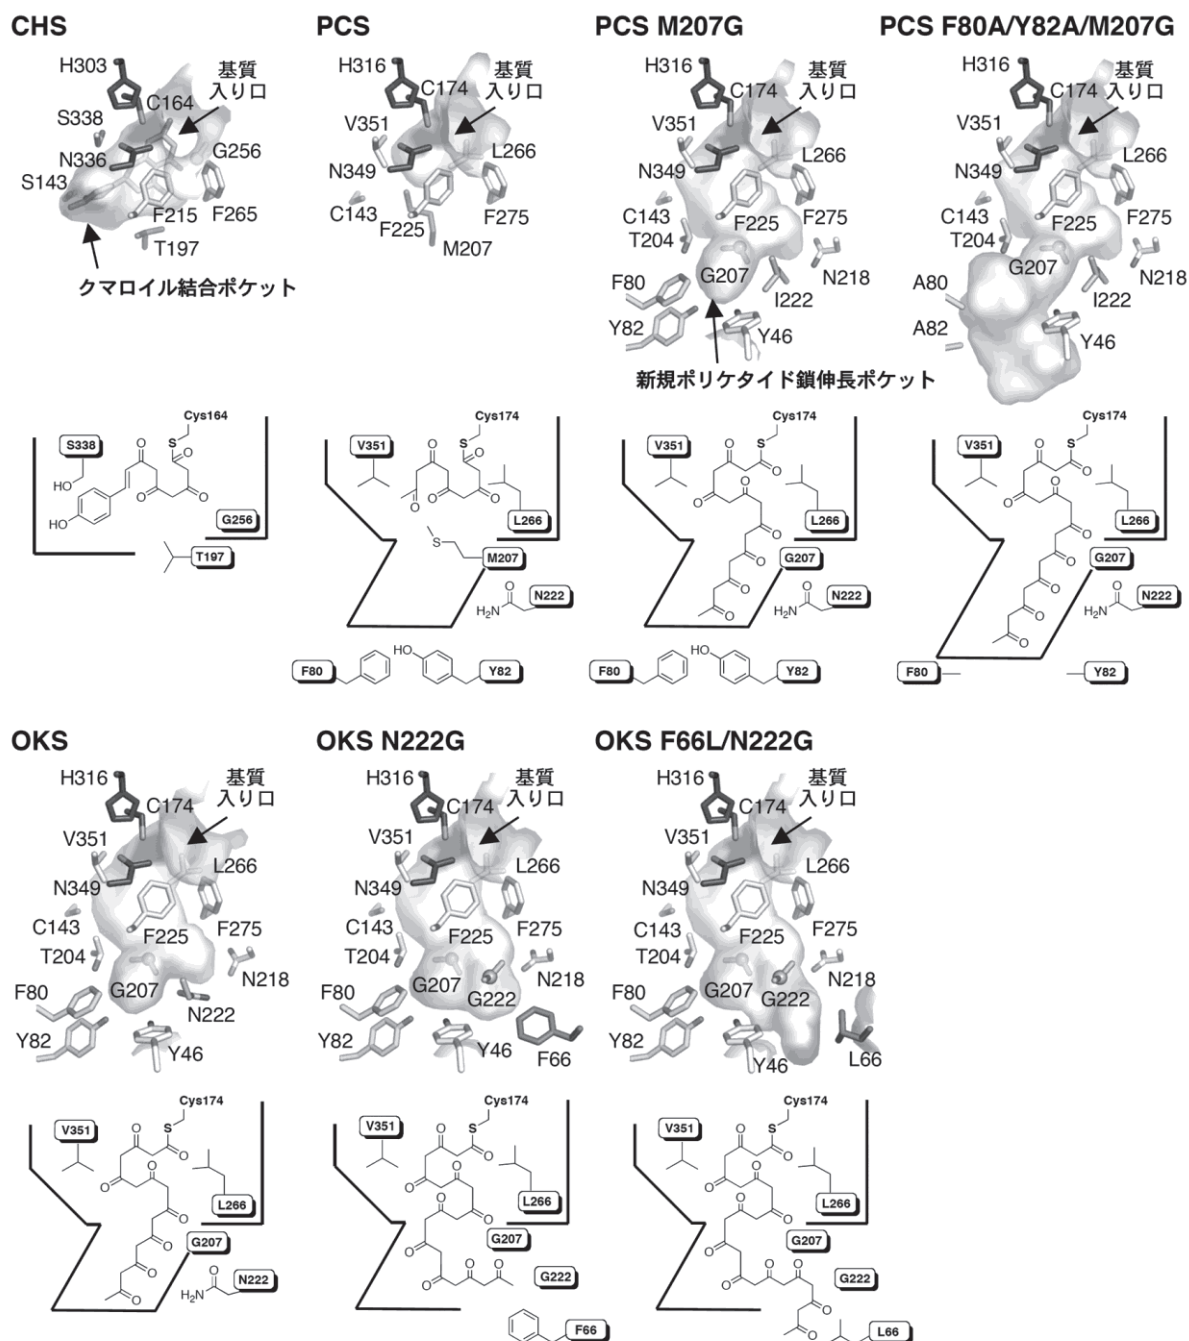 CHS
H303
基質
入り口
C164
S338
N336
G256
S143
F215
F265
T197
クマロイル結合ポケット
Cys164
S
O
S338
HO
O
O
O
HO
G256
T197
PCS
H316
基質
入り口
C174
V351
L266
N349
C143
F225
F275
M207
Cys174
V351
S
O
O
O
O
O
L266
S
M207
O
N222
H2N
HO
F80
Y82
PCS M207G
H316
基質
入り口
C174
V351
L266
N349
C143
F225
F275
T204
G207
N218
F80
I222
Y82
Y46
新規ポリケタイド鎖伸長ポケット
Cys174
V351
O
S
O
O
O
L266
O
O
G207
O
O
N222
H2N
O
HO
F80
Y82
PCS F80A/Y82A/M207G
H316
基質
入り口
C174
V351
L266
N349
C143
F225
F275
T204
G207
N218
A80
I222
A82
Y46
Cys174
V351
O
S
O
O
O
L266
O
O
G207
O
O
N222
H2N
O
O
F80
Y82
OKS
H316
基質
入り口
C174
V351
L266
N349
C143
F225
F275
T204
G207
N218
F80
N222
Y82
Y46
Cys174
V351
O
S
O
O
O
L266
O
O
G207
O
O
N222
H2N
O
OKS N222G
H316
基質
入り口
C174
V351
L266
N349
C143
F225
F275
T204
G207
N218
F80
G222
Y82
Y46
F66
Cys174
V351
O
S
O
O
O
L266
O
O
O
G207
O
O
O
G222
F66
OKS F66L/N222G
H316
基質
入り口
C174
V351
L266
N349
C143
F225
F275
T204
G207
N218
F80
G222
Y82
Y46
L66
Cys174
V351
O
S
O
O
O
L266
O
O
O
G207
O
O
O
G222
O
O
L66